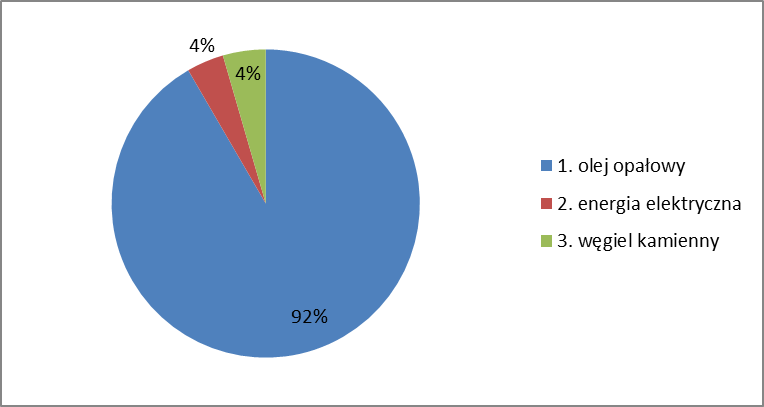 4%
4%
92%
1. olej opałowy
2. energia elektryczna
3. węgiel kamienny